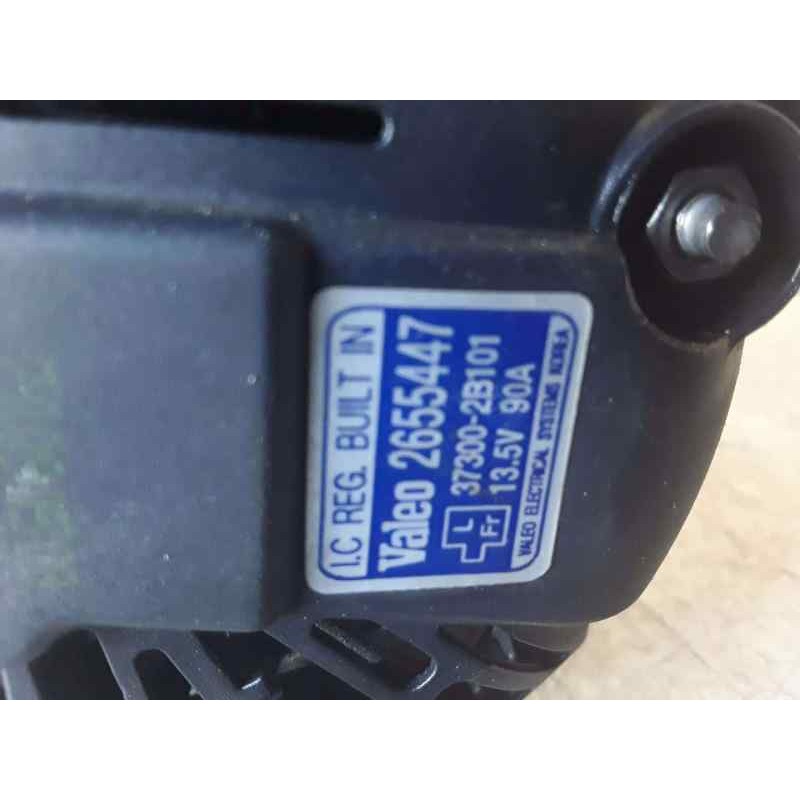 I.C REG. BUILT IN
Valeo 2655447
L
Fr
37300-2B101
13.5V 90A
VALEO ELECTRICAL SYSTEMS KOREA